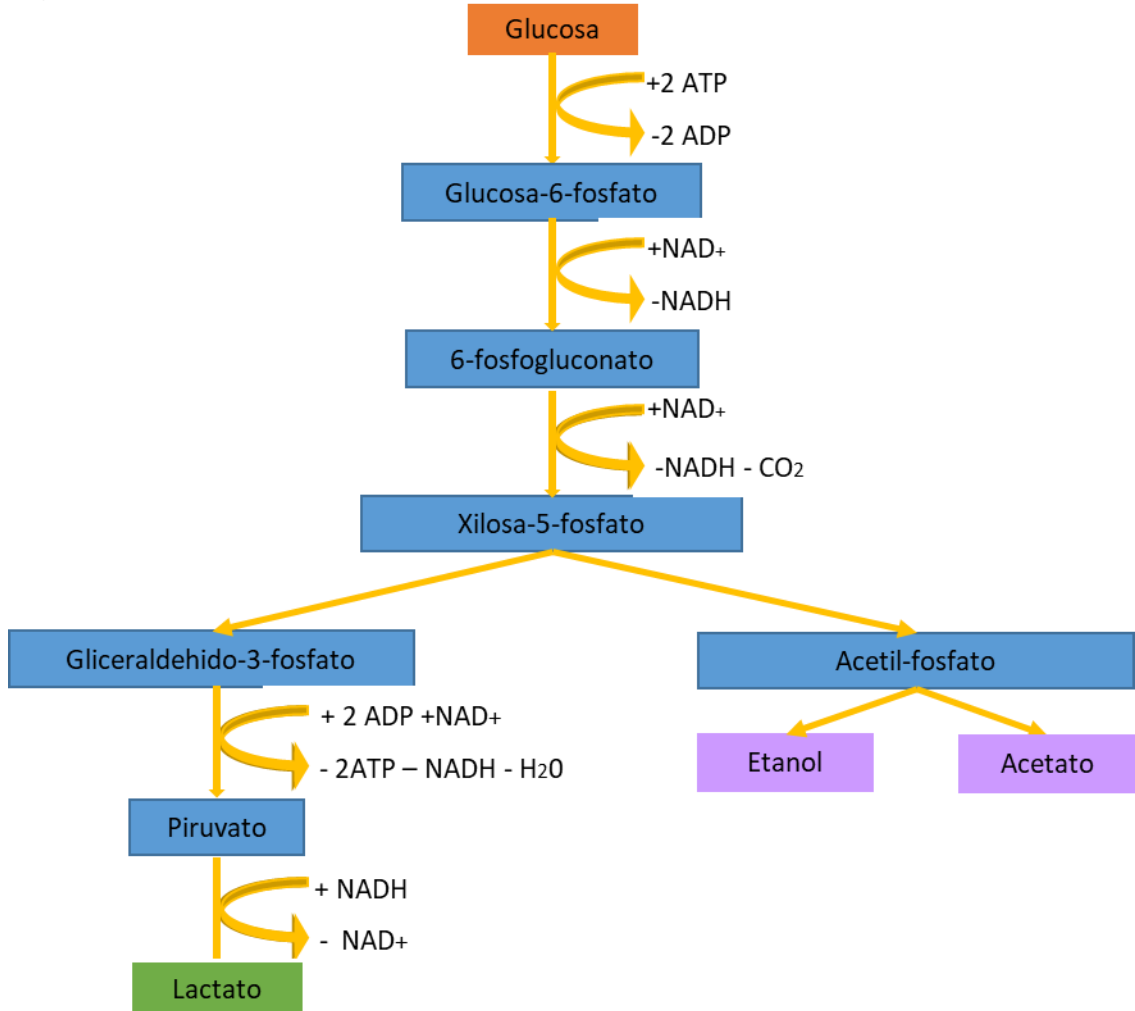 Glucosa
+2 ATP
-2 ADP
Glucosa-6-fosfato
+NAD+
-NADH
6-fosfogluconato
+NAD+
-NADH - CO2
Xilosa-5-fosfato
Gliceraldehido-3-fosfato
Acetil-fosfato
+ 2 ADP +NAD+
- 2ATP – NADH - H20
Etanol
Acetato
Piruvato
+ NADH
- NAD+
Lactato